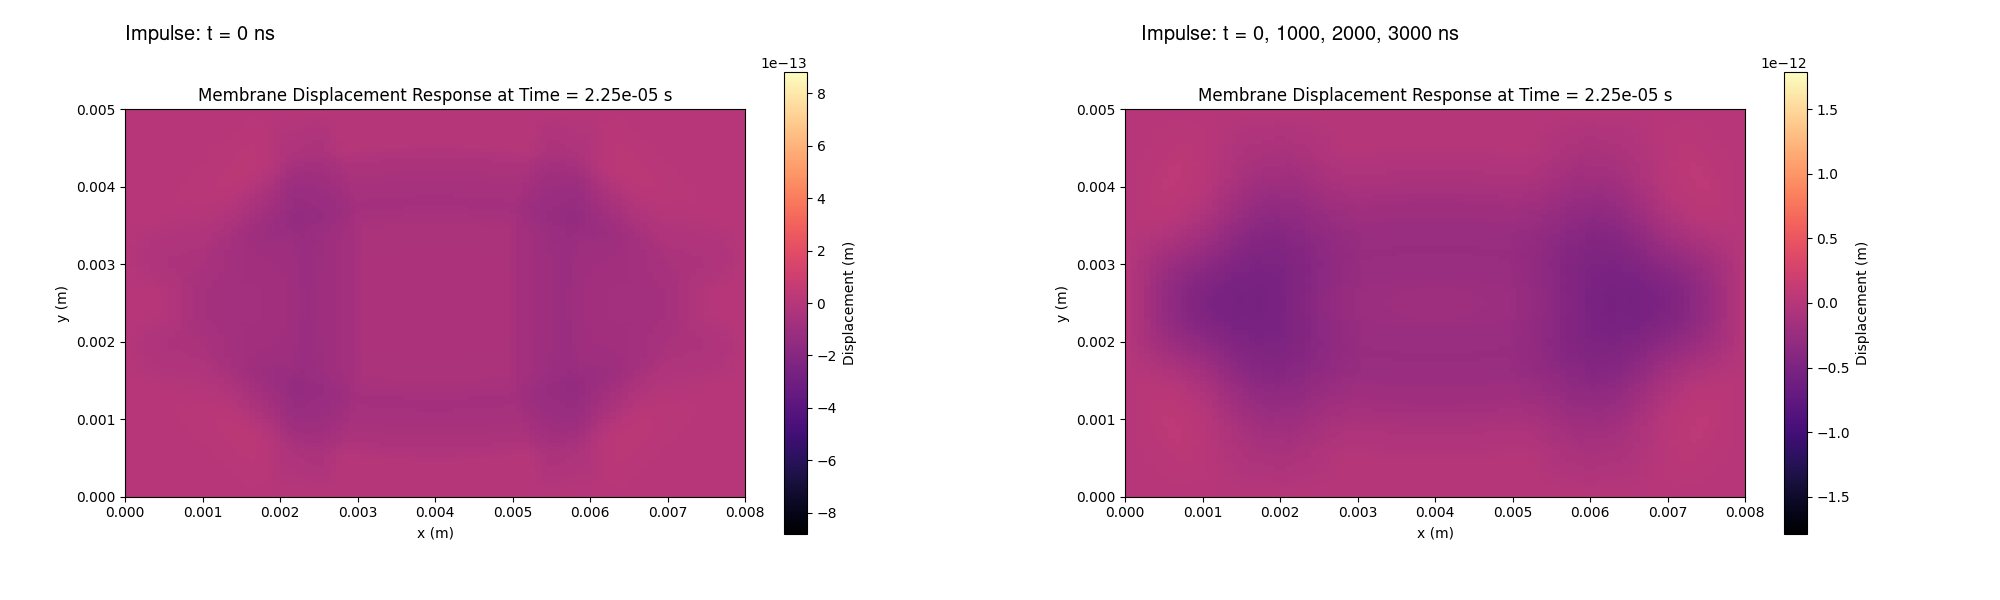 Impulse: t = 0 ns
1e−13
Membrane Displacement Response at Time = 2.25e-05 s
0.005
0.004
0.003
0.002
0.001
0.000
y (m)
0.000 0.001 0.002 0.003 0.004 0.005 0.006 0.007 0.008
x (m)
8
6
4
2
0
−2
−4
−6
−8
Displacement (m)
Impulse: t = 0, 1000, 2000, 3000 ns
1e−12
Membrane Displacement Response at Time = 2.25e-05 s
0.005
0.004
0.003
0.002
0.001
0.000
y (m)
0.000 0.001 0.002 0.003 0.004 0.005 0.006 0.007 0.008
x (m)
1.5
1.0
0.5
0.0
−0.5
−1.0
−1.5
Displacement (m)